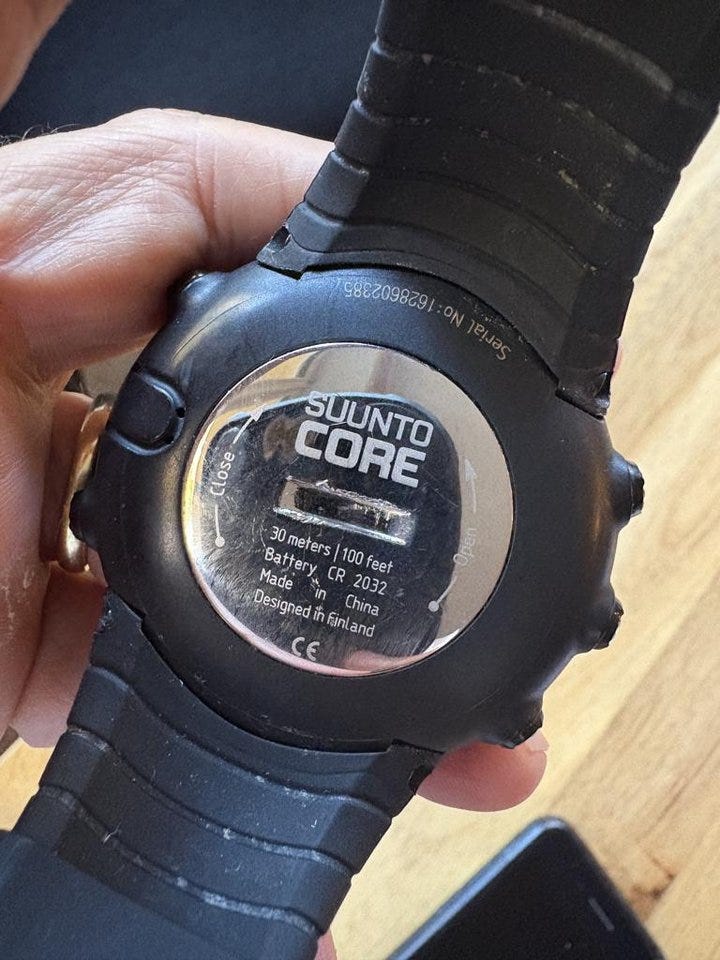 Serial No:16286602385
SUUNTO
CORE
Close
Open
30 meters | 100 feet
Battery CR 2032
Made in China
Designed in Finland
CE